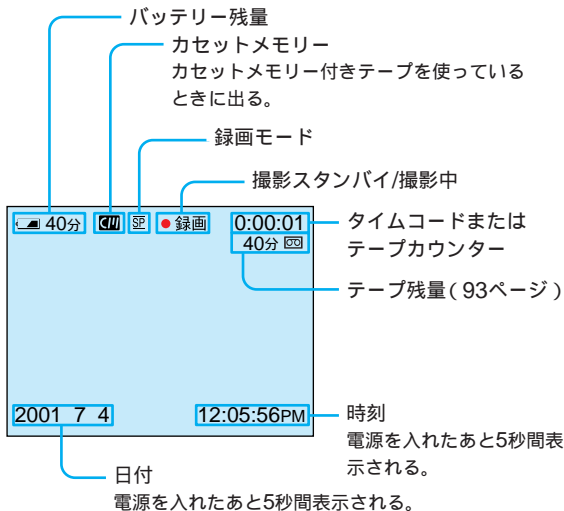 バッテリー残量
カセットメモリー
カセットメモリー付きテープを使っている
ときに出る。
録画モード
撮影スタンバイ/撮影中
40分 CM SP ●録画 0:00:01
タイムコードまたは
テープカウンター
40分
テープ残量(93ページ)
2001 7 4 12:05:56PM
時刻
電源を入れたあと5秒間表
示される。
日付
電源を入れたあと5秒間表示される。